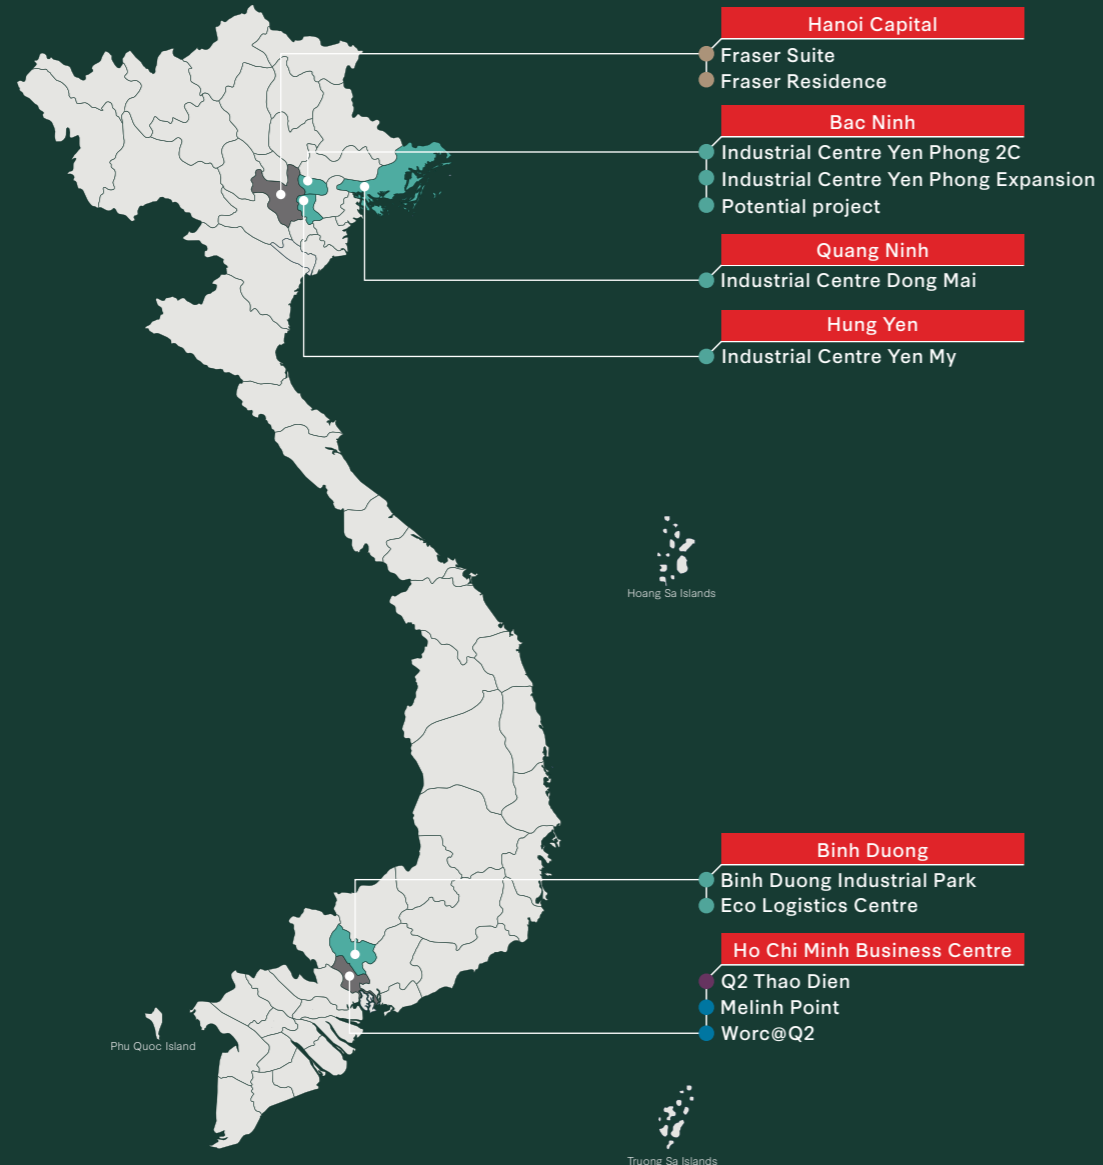 Hanoi Capital
Fraser Suite
Fraser Residence
Bac Ninh
Industrial Centre Yen Phong 2C
Industrial Centre Yen Phong Expansion
Potential project
Quang Ninh
Industrial Centre Dong Mai
Hung Yen
Industrial Centre Yen My
Hoang Sa Islands
Binh Duong
Binh Duong Industrial Park
Eco Logistics Centre
Ho Chi Minh Business Centre
Q2 Thao Dien
Melinh Point
Worc@Q2
Phu Quoc Island
Truong Sa Islands